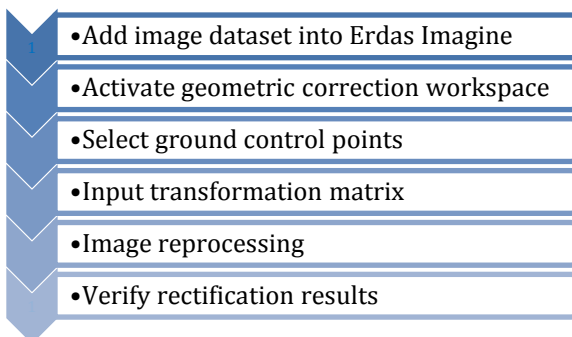 1
•Add image dataset into Erdas Imagine
•Activate geometric correction workspace
•Select ground control points
•Input transformation matrix
•Image reprocessing
•Verify rectification results